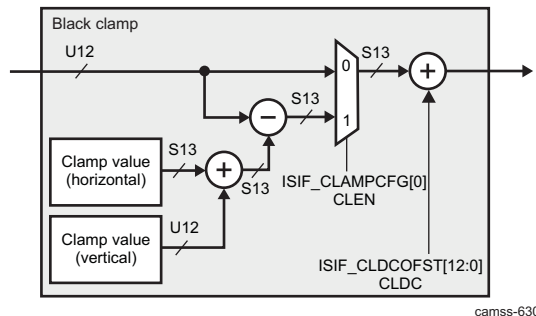 Black clamp
U12
S13
0
+
S13
−
1
Clamp value
(horizontal)
S13
+
S13
ISIF_CLAMPCFG[0]
CLEN
Clamp value
(vertical)
U12
ISIF_CLDCOFST[12:0]
CLDC
camss-630